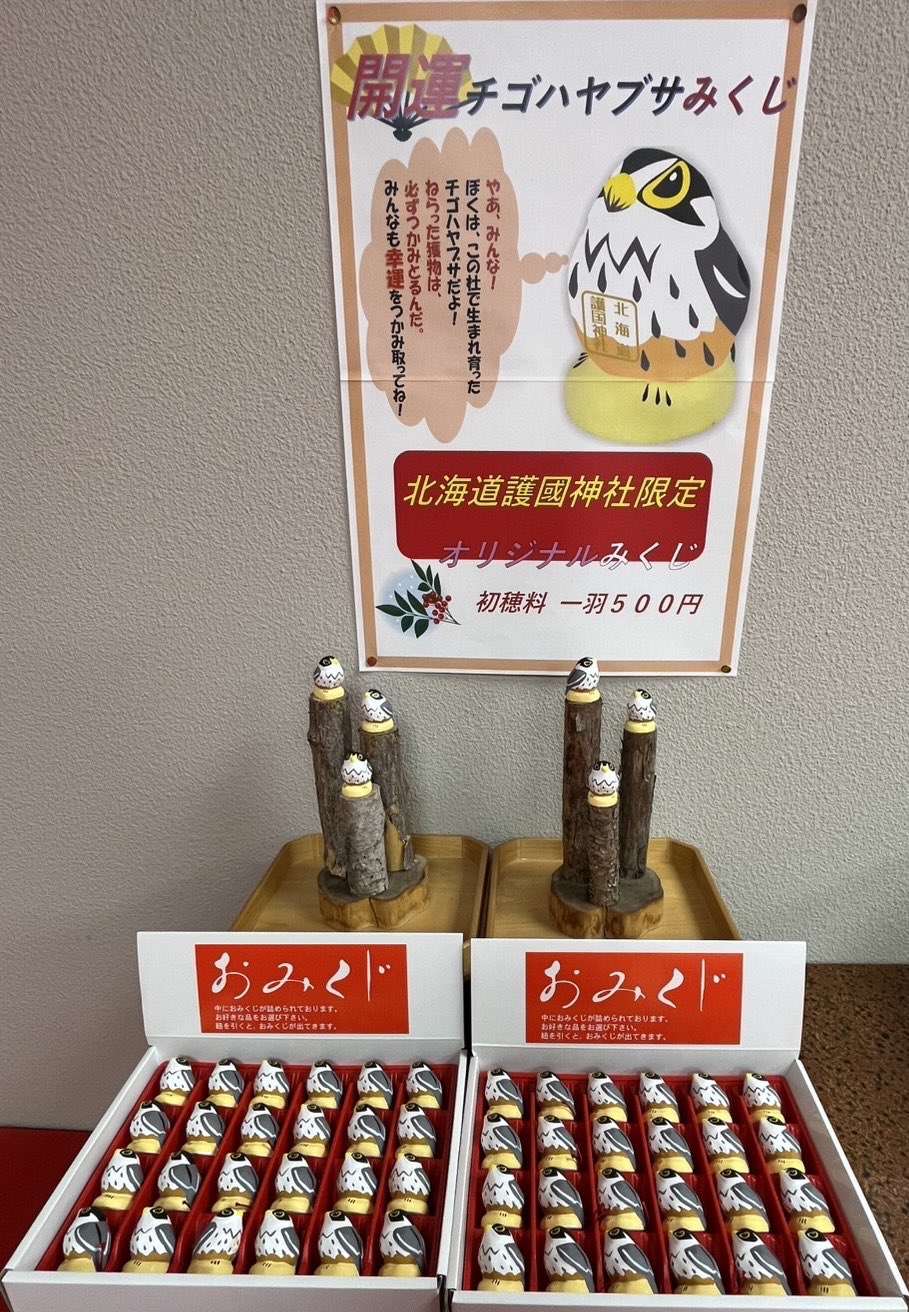 開運チゴハヤブサみくじ
やあ、みんな！
ぼくは、この杜で生まれ育った
チゴハヤブサだよ！
ねらった獲物は、
必ずつかみとるんだ。
みんなも幸運をつかみ取ってね！
北海道
護国神社
北海道護國神社限定
オリジナルみくじ
初穂料 一羽５００円
おみくじ
中におみくじが詰められております。
お好きな品をお選び下さい。
紐を引くと、おみくじが出てきます。
おみくじ
中におみくじが詰められております。
お好きな品をお選び下さい。
紐を引くと、おみくじが出てきます。